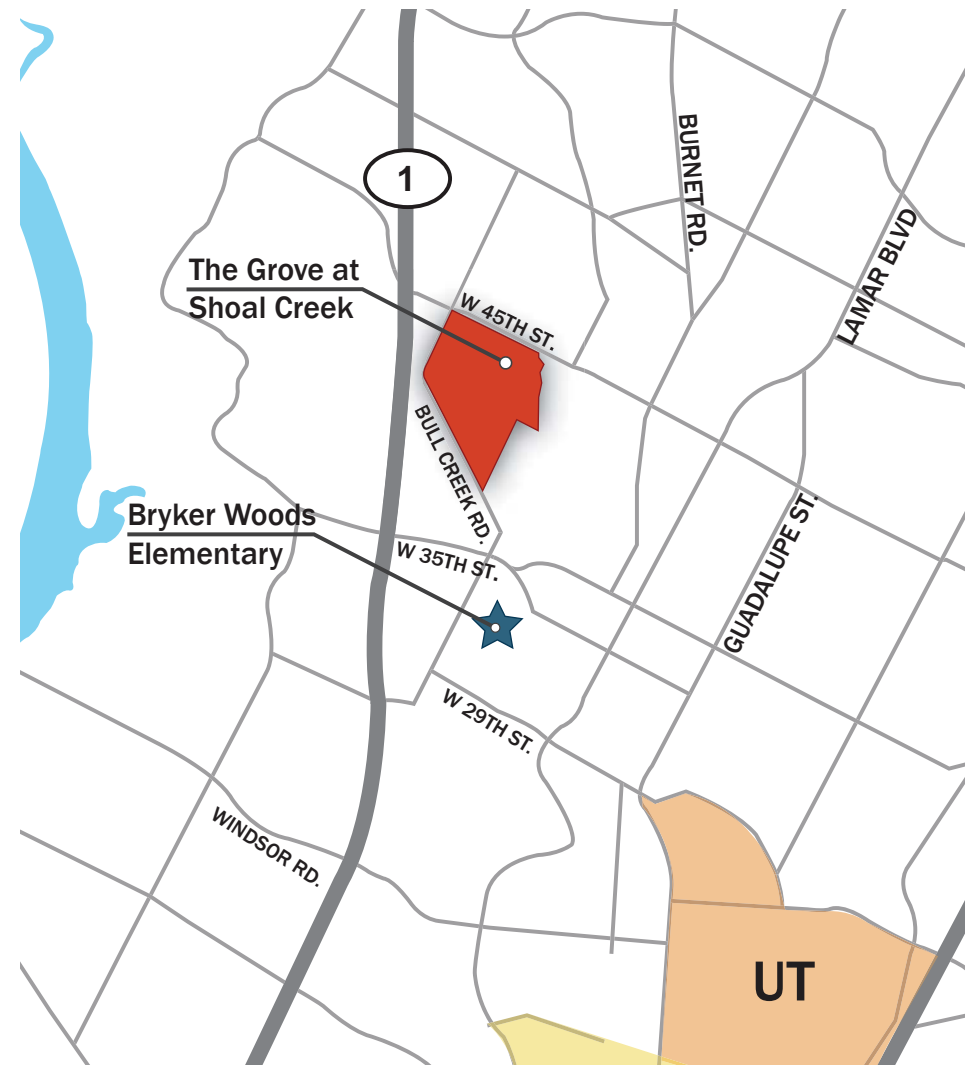 BURNET RD.
1
LAMAR BLVD
The Grove at
Shoal Creek
W 45TH ST.
BULL CREEK RD.
Bryker Woods
Elementary
W 35TH ST.
GUADALUPE ST.
W 29TH ST.
WINDSOR RD.
UT